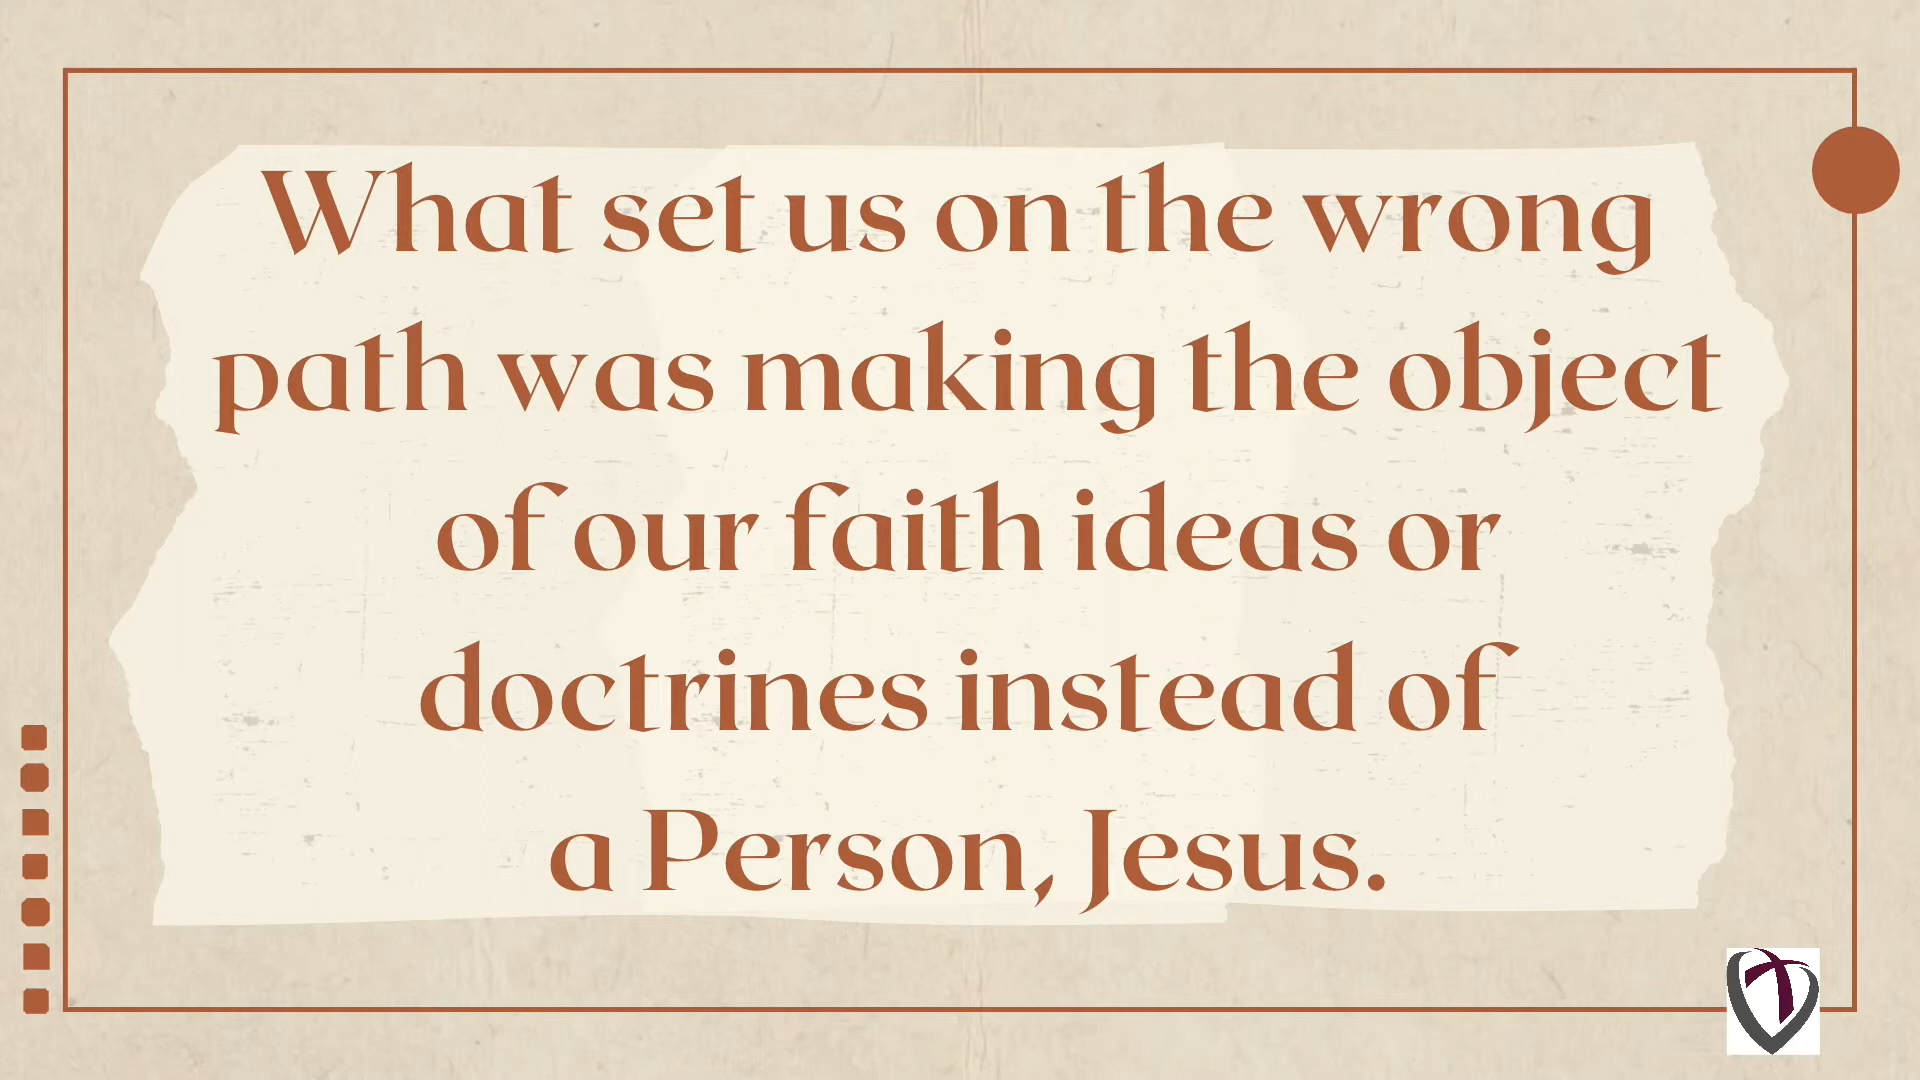 What set us on the wrong
path was making the object
of our faith ideas or
doctrines instead of
a Person, Jesus.